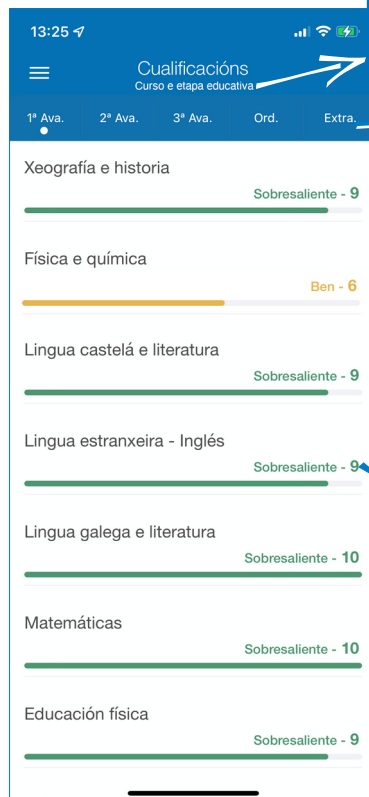 13:25
Cualificacións
Curso e etapa educativa
1ª Ava. 2ª Ava. 3ª Ava. Ord. Extra.
Xeografía e historia
Sobresaliente - 9
Física e química
Ben - 6
Lingua castelá e literatura
Sobresaliente - 9
Lingua estranxeira - Inglés
Sobresaliente - 9
Lingua galega e literatura
Sobresaliente - 10
Matemáticas
Sobresaliente - 10
Educación física
Sobresaliente - 9